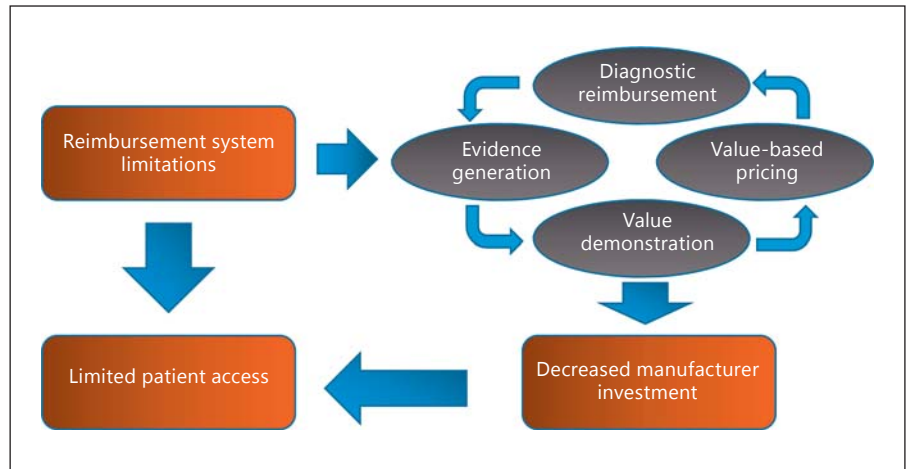 Diagnostic
reimbursement
Reimbursement system
limitations
Evidence
generation
Value-based
pricing
Value
demonstration
Limited patient access
Decreased manufacturer
investment